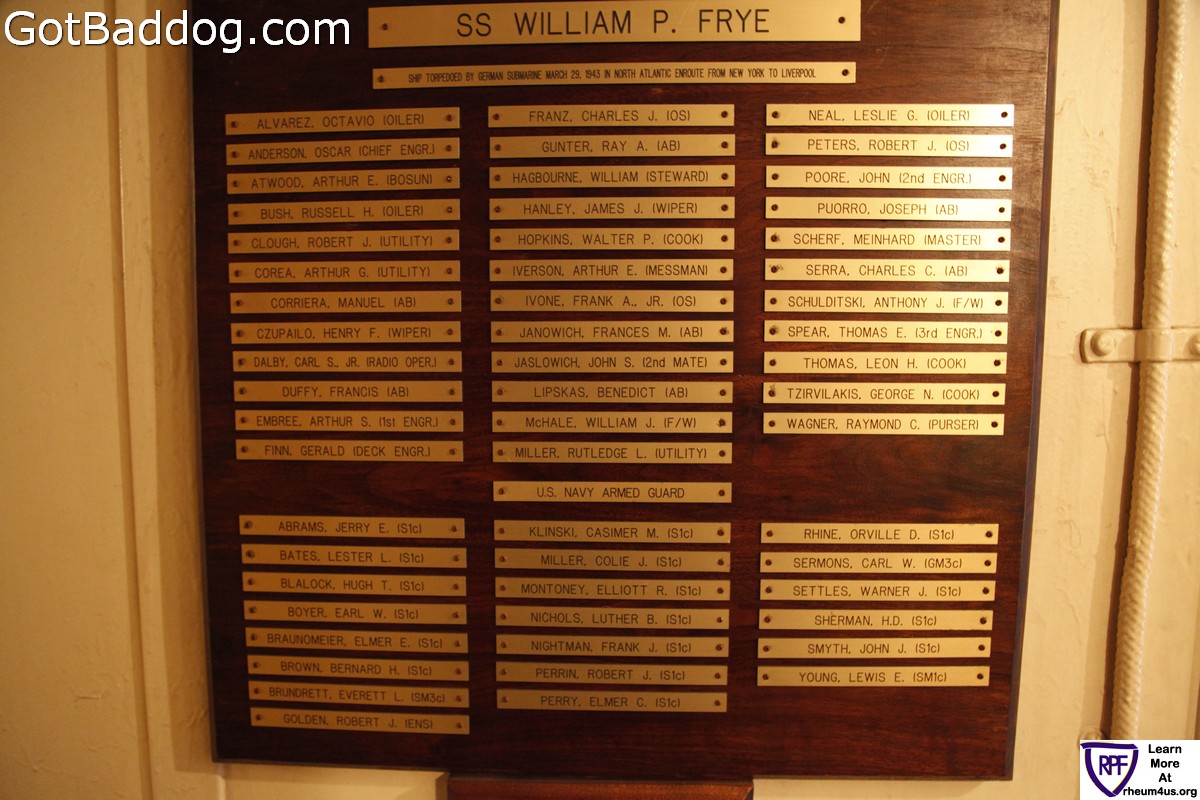 GotBaddog.com
SS WILLIAM P. FRYE
SHIP TORPEDOED BY GERMAN SUBMARINE MARCH 29, 1943 IN NORTH ATLANTIC ENROUTE FROM NEW YORK TO LIVERPOOL
ALVAREZ, OCTAVIO (OILER)
ANDERSON, OSCAR (CHIEF ENGR.)
ATWOOD, ARTHUR E. (BOSUN)
BUSH, RUSSELL H. (OILER)
CLOUGH, ROBERT J. (UTILITY)
COREA, ARTHUR G. (UTILITY)
CORRIERA, MANUEL (AB)
CZUPAILO, HENRY F. (WIPER)
DALBY, CARL S., JR. (RADIO OPER.)
DUFFY, FRANCIS (AB)
EMBREE, ARTHUR S. (1st ENGR.)
FINN, GERALD (DECK ENGR.)
FRANZ, CHARLES J. (OS)
GUNTER, RAY A. (AB)
HAGBOURNE, WILLIAM (STEWARD)
HANLEY, JAMES J. (WIPER)
HOPKINS, WALTER P. (COOK)
IVERSON, ARTHUR E. (MESSMAN)
IVONE, FRANK A., JR. (OS)
JANOWICH, FRANCES M. (AB)
JASLOWICH, JOHN S. (2nd MATE)
LIPSKAS, BENEDICT (AB)
McHALE, WILLIAM J. (F/W)
MILLER, RUTLEDGE L. (UTILITY)
NEAL, LESLIE G. (OILER)
PETERS, ROBERT J. (OS)
POORE, JOHN (2nd ENGR.)
PUORRO, JOSEPH (AB)
SCHERF, MEINHARD (MASTER)
SERRA, CHARLES C. (AB)
SCHULDITSKI, ANTHONY J. (F/W)
SPEAR, THOMAS E. (3rd ENGR.)
THOMAS, LEON H. (COOK)
TZIRVILAKIS, GEORGE N. (COOK)
WAGNER, RAYMOND C. (PURSER)
U.S. NAVY ARMED GUARD
ABRAMS, JERRY E. (S1c)
BATES, LESTER L. (S1c)
BLALOCK, HUGH T. (S1c)
BOYER, EARL W. (S1c)
BRAUNOMEIER, ELMER E. (S1c)
BROWN, BERNARD H. (S1c)
BRUNDRETT, EVERETT L. (SM3c)
GOLDEN, ROBERT J. (ENS)
KLINSKI, CASIMER M. (S1c)
MILLER, COLIE J. (S1c)
MONTONEY, ELLIOTT R. (S1c)
NICHOLS, LUTHER B. (S1c)
NIGHTMAN, FRANK J. (S1c)
PERRIN, ROBERT J. (S1c)
PERRY, ELMER C. (S1c)
RHINE, ORVILLE D. (S1c)
SERMONS, CARL W. (GM3c)
SETTLES, WARNER J. (S1c)
SHERMAN, H.D. (S1c)
SMYTH, JOHN J. (S1c)
YOUNG, LEWIS E. (SM1c)
RPF
Learn
More
At
rheum4us.org